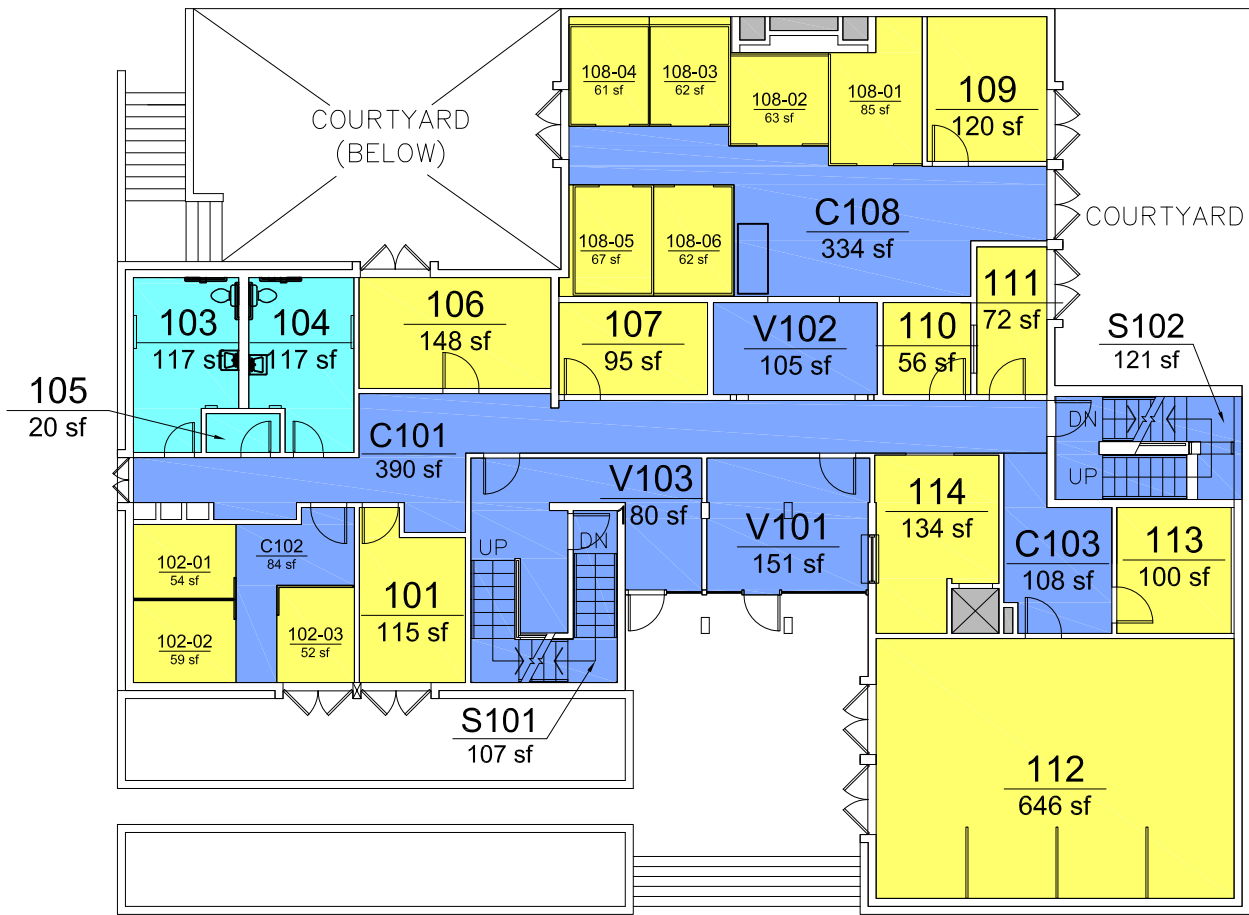 108-04
61 sf
108-03
62 sf
108-02
63 sf
108-01
85 sf
109
120 sf
COURTYARD
(BELOW)
C108
334 sf
COURTYARD
108-05
67 sf
108-06
62 sf
103
117 sf
104
117 sf
106
148 sf
107
95 sf
V102
105 sf
110
56 sf
111
72 sf
S102
121 sf
105
20 sf
C101
390 sf
DN
UP
V103
80 sf
V101
151 sf
114
134 sf
C103
108 sf
113
100 sf
102-01
54 sf
C102
84 sf
UP
DN
101
115 sf
102-02
59 sf
102-03
52 sf
S101
107 sf
112
646 sf